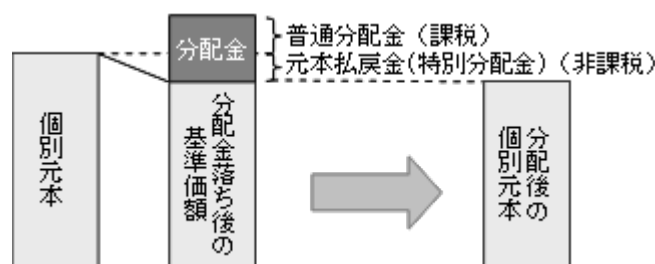 分配金
普通分配金（課税）
元本払戻金(特別分配金)（非課税）
個別元本
分配金落ち後の
基準価額
分配後の
個別元本